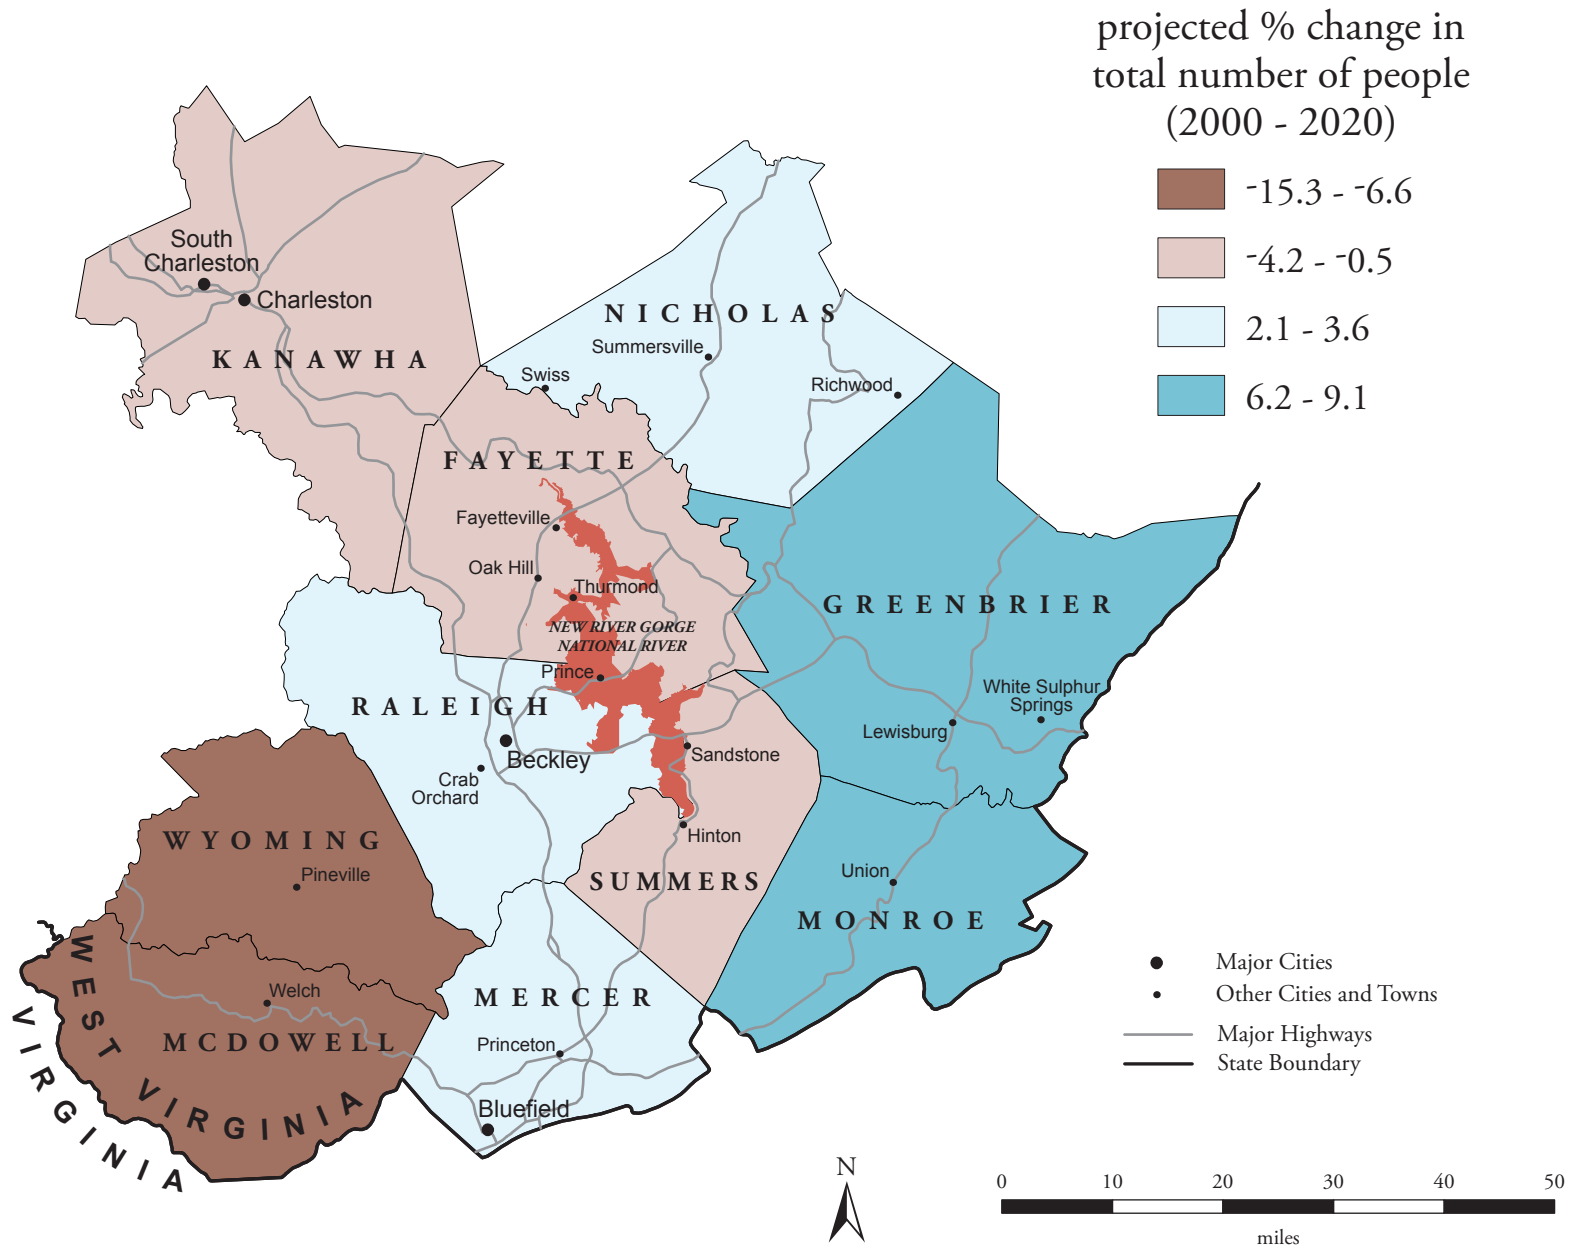 projected % change in
total number of people
(2000 - 2020)
-15.3 - -6.6
-4.2 - -0.5
2.1 - 3.6
6.2 - 9.1
South
Charleston
Charleston
KANAWHA
NICHOLAS
Summersville
Swiss
Richwood
FAYETTE
Fayetteville
Oak Hill
Thurmond
NEW RIVER GORGE
NATIONAL RIVER
Prince
GREENBRIER
White Sulphur
Springs
Lewisburg
RALEIGH
Beckley
Crab
Orchard
Sandstone
Hinton
SUMMERS
WYOMING
Pineville
Union
MONROE
MERCER
Princeton
Bluefield
Welch
MCDOWELL
WEST VIRGINIA
VIRGINIA
Major Cities
Other Cities and Towns
Major Highways
State Boundary
N
0 10 20 30 40 50
miles